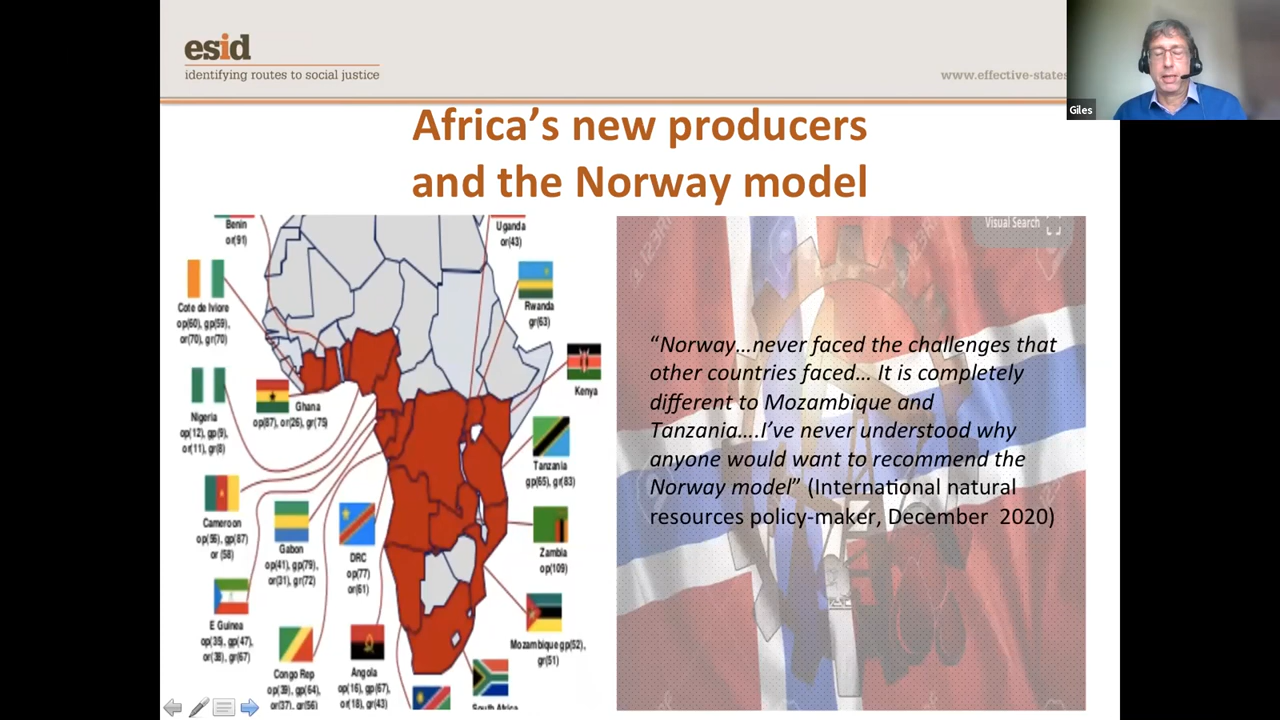 esid
identifying routes to social justice
www.effective-states
Giles
Africa's new producers
and the Norway model
Benin
or(91)
Uganda
or(43)
Cote de Iviore
op(60), gp(59),
or(70), gr(70)
Rwanda
gr(63)
Kenya
Ghana
op(87), or(26), gr(75)
Nigeria
op(12), gp(9),
or(11), gr(8)
Tanzania
gp(65), gr(83)
Cameroon
op(56), gp(87)
or (58)
Gabon
op(41), gp(79),
or(31), gr(72)
DRC
op(77)
or(61)
Zambia
op(109)
E Guinea
op(35), gp(47),
or(38), gr(67)
Congo Rep
op(39), gp(64),
or(37), gr(56)
Angola
op(16), gp(67),
or(18), gr(43)
Mozambique gp(52),
gr(51)
South Africa
Visual Search
"Norway…never faced the challenges that
other countries faced… It is completely
different to Mozambique and
Tanzania….I've never understood why
anyone would want to recommend the
Norway model" (International natural
resources policy-maker, December 2020)
123R